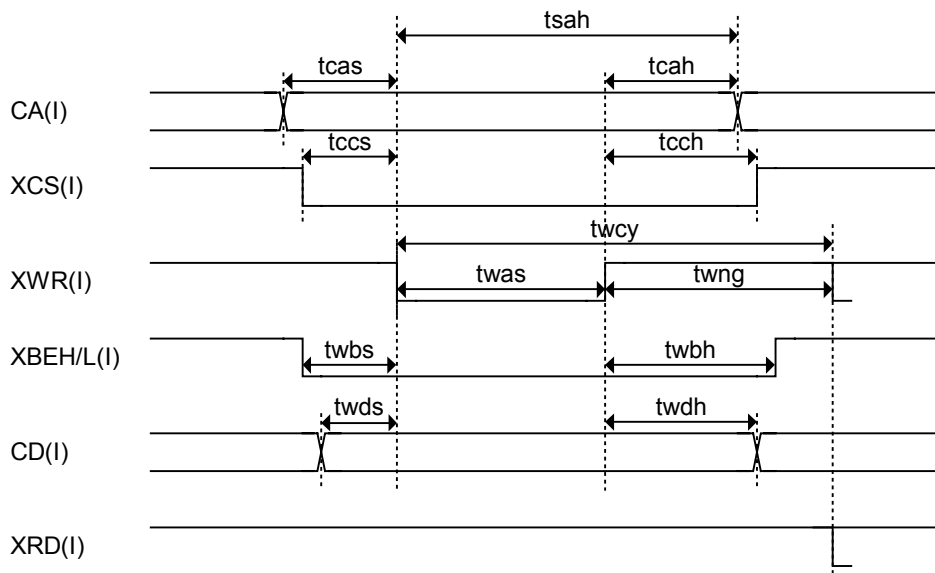 tsah
tcas tcah
CA(I)
tccs tcch
XCS(I)
twcy
XWR(I) twas twng
XBEH/L(I) twbs twbh
twds twdh
CD(I)
XRD(I)